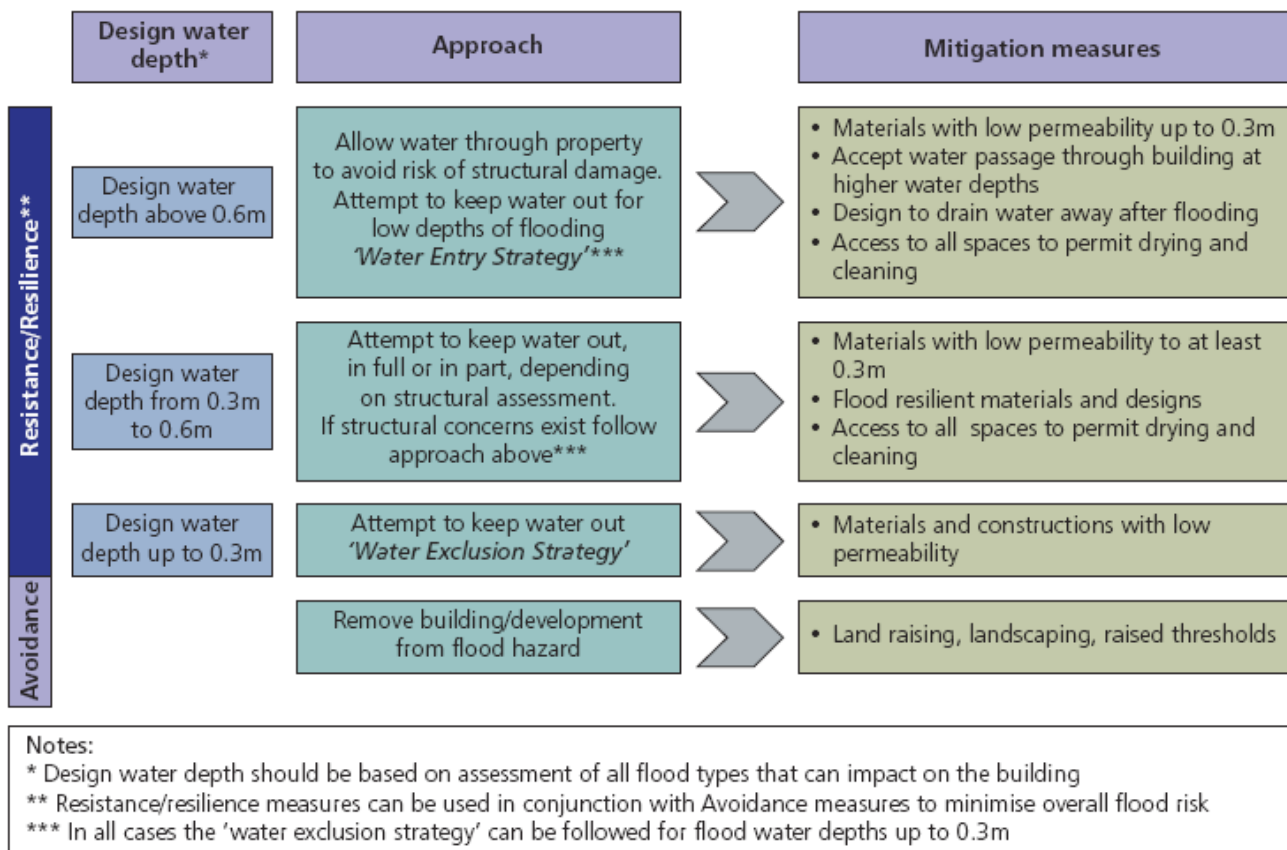 Design water
depth*
Approach
Mitigation measures
Resistance/Resilience**
Design water
depth above 0.6m
Allow water through property
to avoid risk of structural damage.
Attempt to keep water out for
low depths of flooding
‘Water Entry Strategy’***
• Materials with low permeability up to 0.3m
• Accept water passage through building at
higher water depths
• Design to drain water away after flooding
• Access to all spaces to permit drying and
cleaning
Design water
depth from 0.3m
to 0.6m
Attempt to keep water out,
in full or in part, depending
on structural assessment.
If structural concerns exist follow
approach above***
• Materials with low permeability to at least
0.3m
• Flood resilient materials and designs
• Access to all spaces to permit drying and
cleaning
Design water
depth up to 0.3m
Attempt to keep water out
‘Water Exclusion Strategy’
• Materials and constructions with low
permeability
Avoidance
Remove building/development
from flood hazard
• Land raising, landscaping, raised thresholds
Notes:
* Design water depth should be based on assessment of all flood types that can impact on the building
** Resistance/resilience measures can be used in conjunction with Avoidance measures to minimise overall flood risk
*** In all cases the ‘water exclusion strategy’ can be followed for flood water depths up to 0.3m